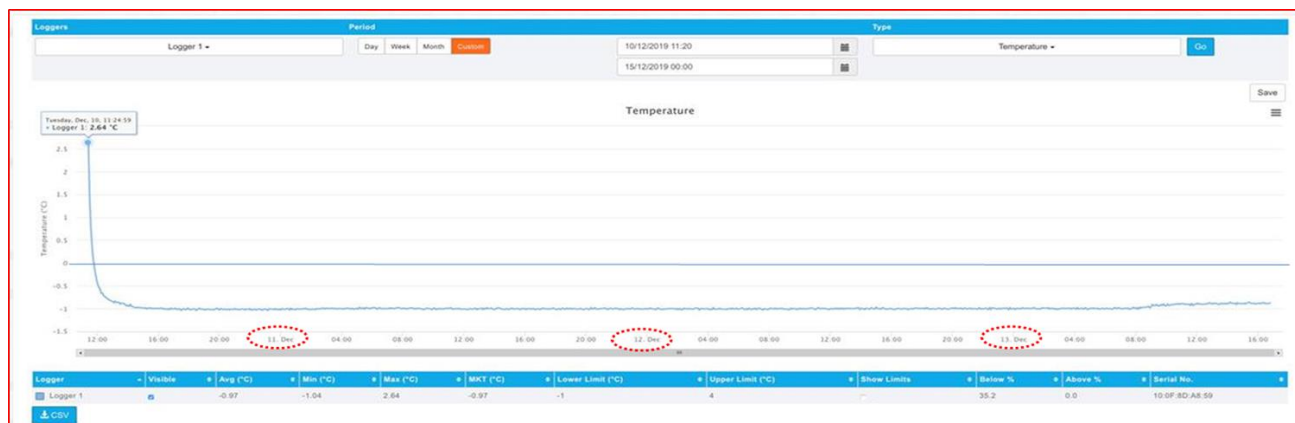 Loggers Period Type
Logger 1 Day Week Month Custom 10/12/2019 11:20 Temperature Go
15/12/2019 00:00
Save
Temperature
Tuesday, Dec, 10, 11:24:59
Logger 1: 2.64 °C
2.5
2
1.5
1
0.5
0
-0.5
-1
-1.5
Temperature (°C)
12:00 16:00 20:00 11. Dec 04:00 08:00 12:00 16:00 20:00 12. Dec 04:00 08:00 12:00 16:00 20:00 13. Dec 04:00 08:00 12:00 16:00
Logger Visible Avg (°C) Min (°C) Max (°C) MKT (°C) Lower Limit (°C) Upper Limit (°C) Show Limits Below % Above % Serial No.
Logger 1 -0.97 -1.04 2.64 -0.97 -1 4 35.2 0.0 10:0F:8D:A8:59
CSV